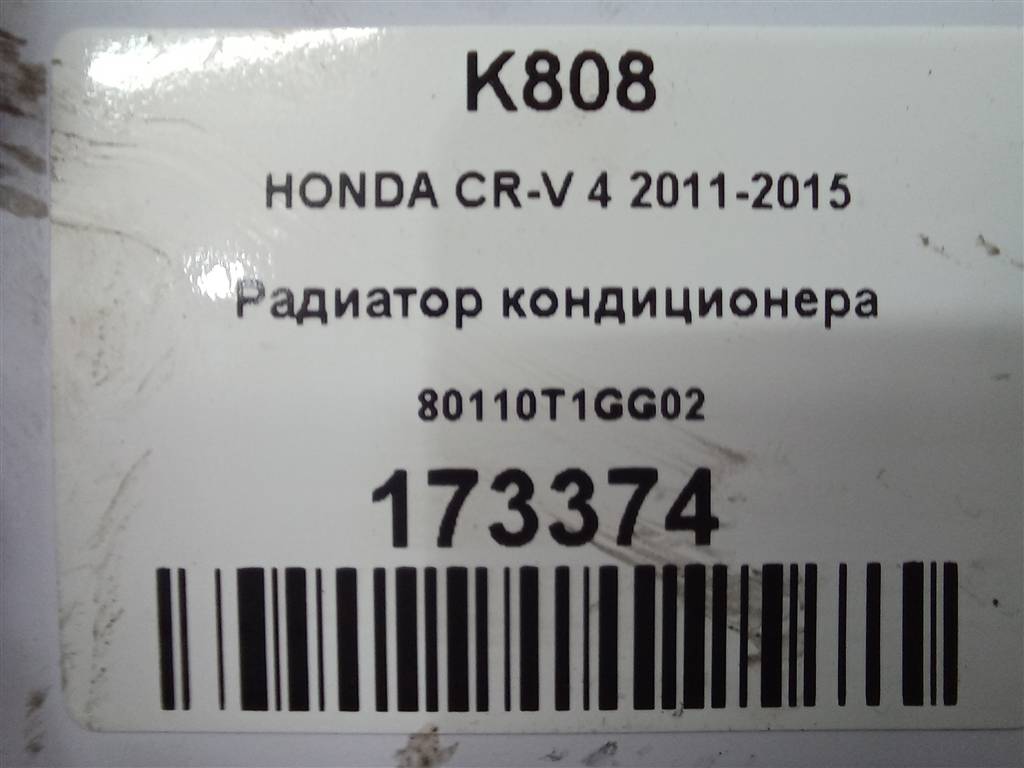 K808
HONDA CR-V 4 2011-2015
Радиатор кондиционера
80110T1GG02
173374